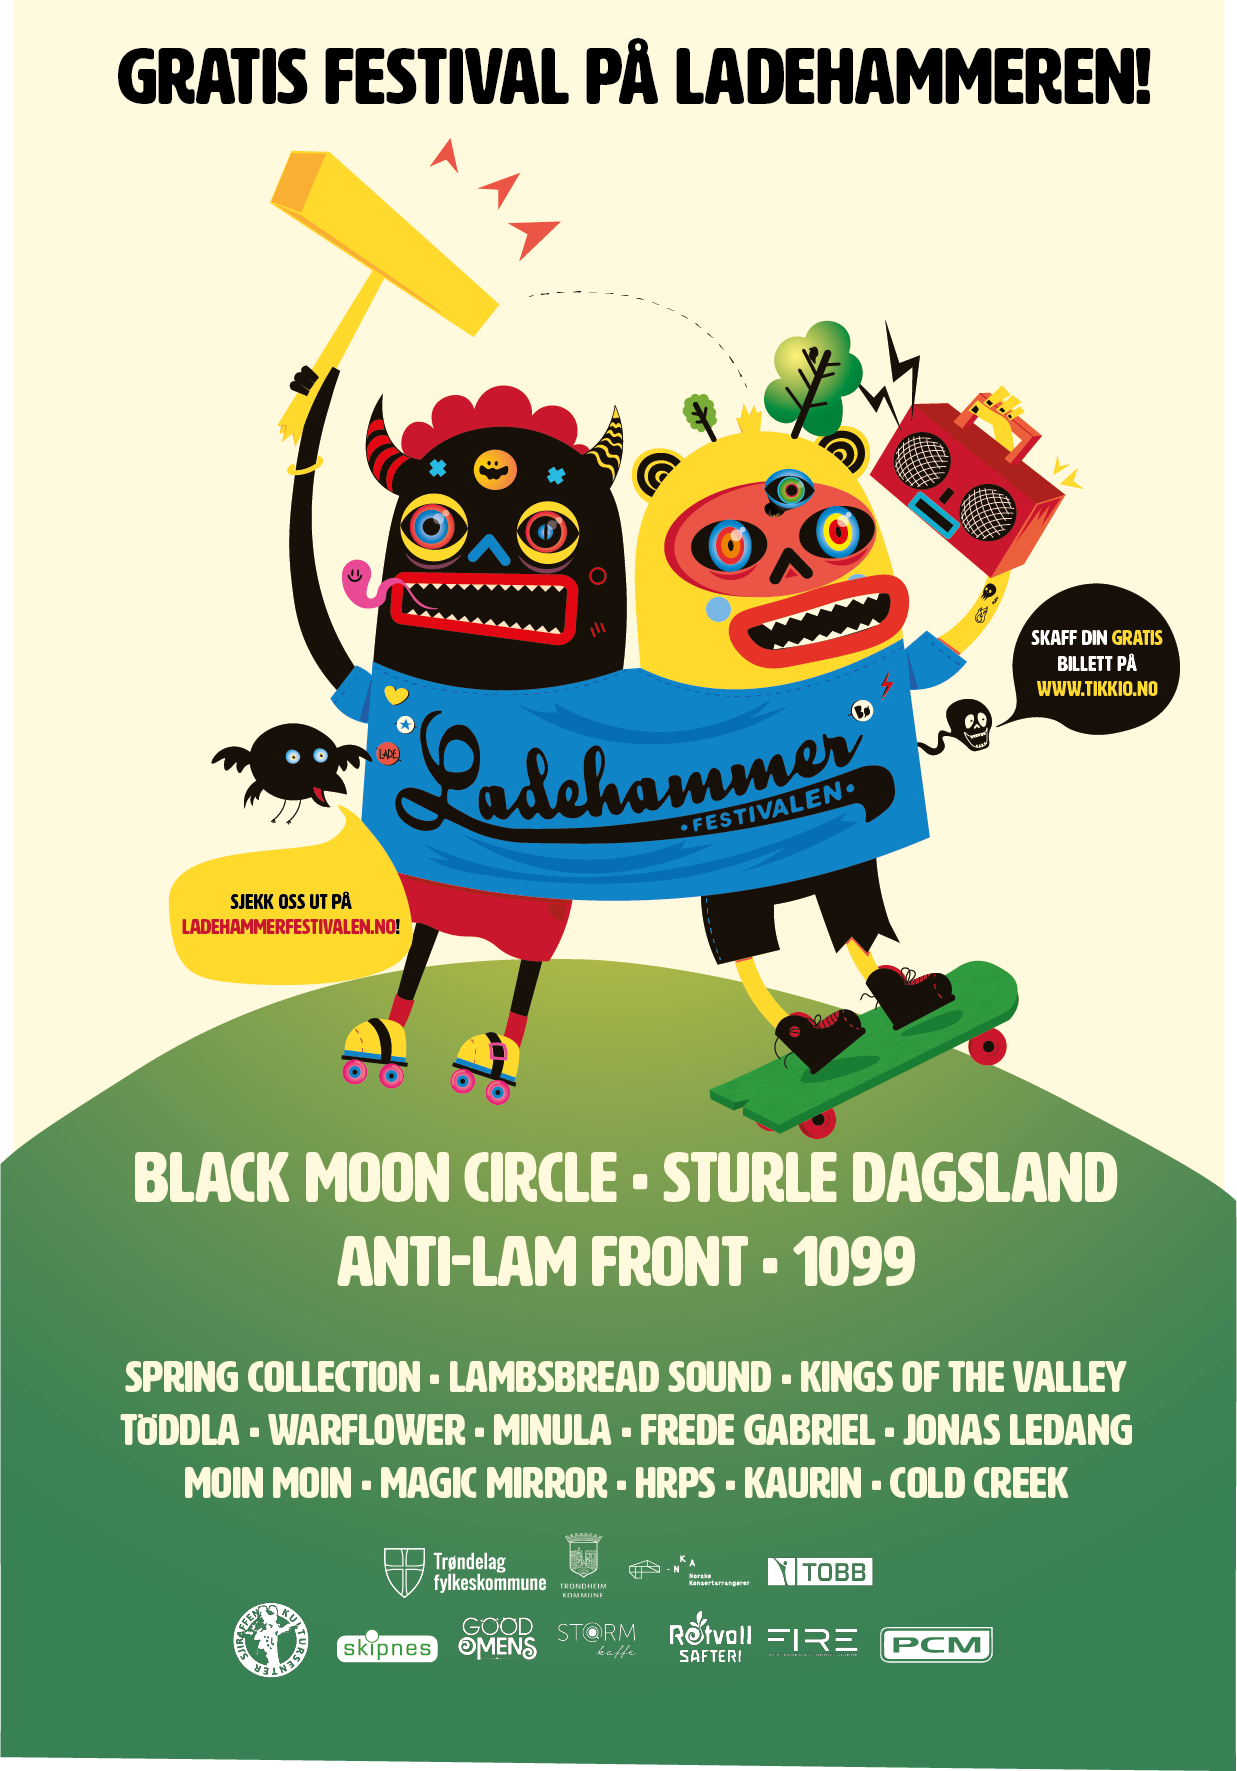 GRATIS FESTIVAL PÅ LADEHAMMEREN!
SKAFF DIN GRATIS
BILLETT PÅ
WWW.TIKKIO.NO
LADE
Ladehammer
•FESTIVALEN•
SJEKK OSS UT PÅ
LADEHAMMERFESTIVALEN.NO!
BLACK MOON CIRCLE • STURLE DAGSLAND
ANTI-LAM FRONT • 1099
SPRING COLLECTION • LAMBSBREAD SOUND • KINGS OF THE VALLEY
TÖDDLA • WARFLOWER • MINULA • FREDE GABRIEL • JONAS LEDANG
MOIN MOIN • MAGIC MIRROR • HRPS • KAURIN • COLD CREEK
Trøndelag
fylkeskommune
TRONDHEIM
KOMMUNE
-NKA
Norske
Konsertarrangører
TOBB
SJIRAFFEN KULTURSENTER
skipnes
GOOD
OMENS
STORM
kaffe
Rotvoll
SAFTERI
FIRE
PCM